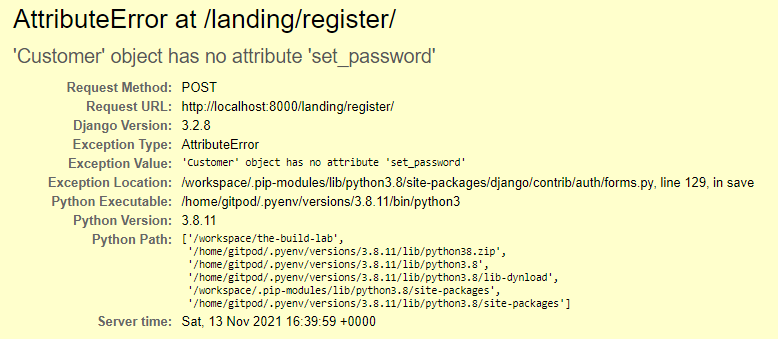 AttributeError at /landing/register/
'Customer' object has no attribute 'set_password'
Request Method: POST
Request URL: http://localhost:8000/landing/register/
Django Version: 3.2.8
Exception Type: AttributeError
Exception Value: 'Customer' object has no attribute 'set_password'
Exception Location: /workspace/.pip-modules/lib/python3.8/site-packages/django/contrib/auth/forms.py, line 129, in save
Python Executable: /home/gitpod/.pyenv/versions/3.8.11/bin/python3
Python Version: 3.8.11
Python Path: ['/workspace/the-build-lab',
'/home/gitpod/.pyenv/versions/3.8.11/lib/python38.zip',
'/home/gitpod/.pyenv/versions/3.8.11/lib/python3.8',
'/home/gitpod/.pyenv/versions/3.8.11/lib/python3.8/lib-dynload',
'/workspace/.pip-modules/lib/python3.8/site-packages',
'/home/gitpod/.pyenv/versions/3.8.11/lib/python3.8/site-packages']
Server time: Sat, 13 Nov 2021 16:39:59 +0000